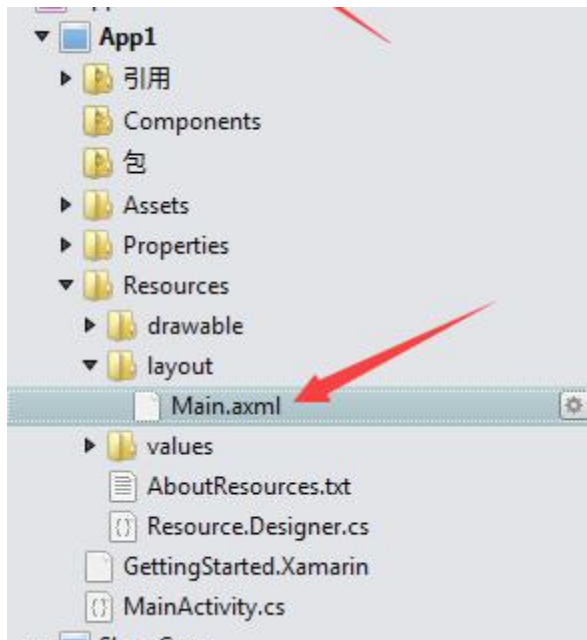 App1
引用
Components
包
Assets
Properties
Resources
drawable
layout
Main.axml
values
AboutResources.txt
Resource.Designer.cs
GettingStarted.Xamarin
MainActivity.cs